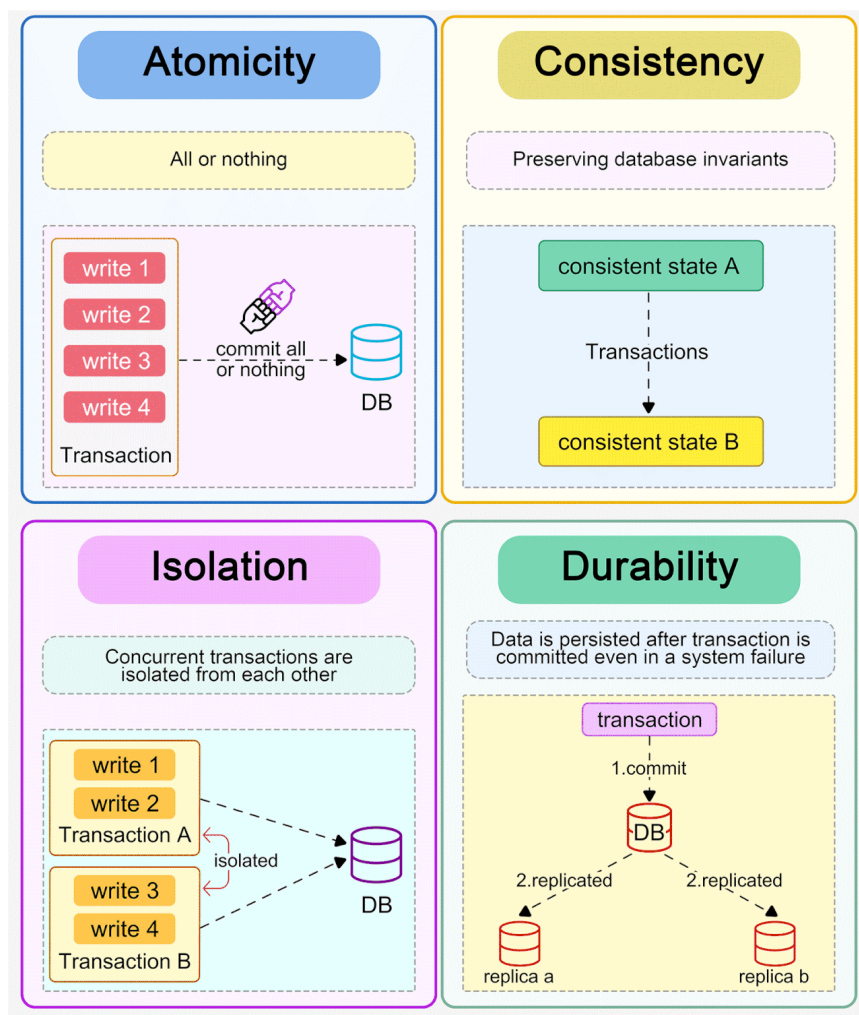 Atomicity
All or nothing
write 1
write 2
write 3
write 4
Transaction
commit all
or nothing
DB
Consistency
Preserving database invariants
consistent state A
Transactions
consistent state B
Isolation
Concurrent transactions are
isolated from each other
write 1
write 2
Transaction A
isolated
write 3
write 4
Transaction B
DB
Durability
Data is persisted after transaction is
committed even in a system failure
transaction
1.commit
DB
2.replicated
2.replicated
replica a
replica b